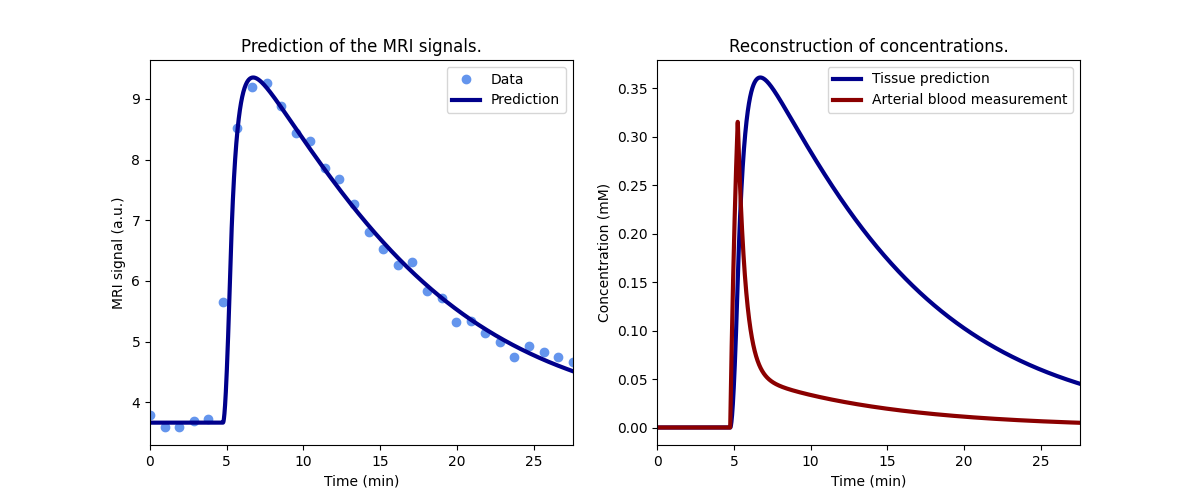 Prediction of the MRI signals.
MRI signal (a.u.)
9
8
7
6
5
4
Data
Prediction
0
5
10
15
20
25
Time (min)
Reconstruction of concentrations.
Concentration (mM)
0.35
0.30
0.25
0.20
0.15
0.10
0.05
0.00
Tissue prediction
Arterial blood measurement
0
5
10
15
20
25
Time (min)